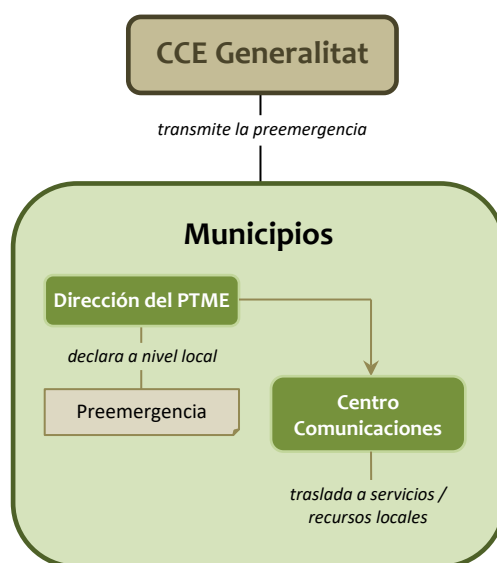 CCE Generalitat
transmite la preemergencia
Municipios
Dirección del PTME
declara a nivel local
Preemergencia
Centro
Comunicaciones
traslada a servicios /
recursos locales